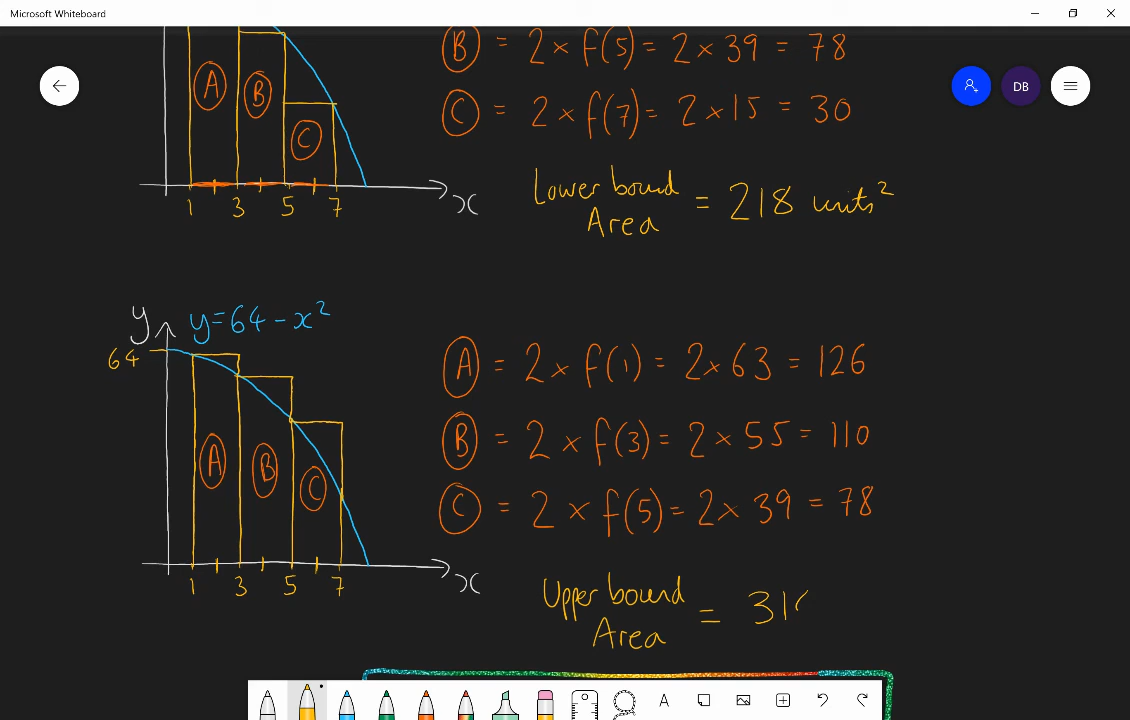 Microsoft Whiteboard
B = 2 × f(5) = 2 × 39 = 78
A B
DB
C = 2 × f(7) = 2 × 15 = 30
C
Lower bound Area = 218 units²
1 3 5 7 x
y y=64-x²
64
A = 2 × f(1) = 2 × 63 = 126
B = 2 × f(3) = 2 × 55 = 110
A B C
C = 2 × f(5) = 2 × 39 = 78
1 3 5 7 x
Upper bound Area = 31
A